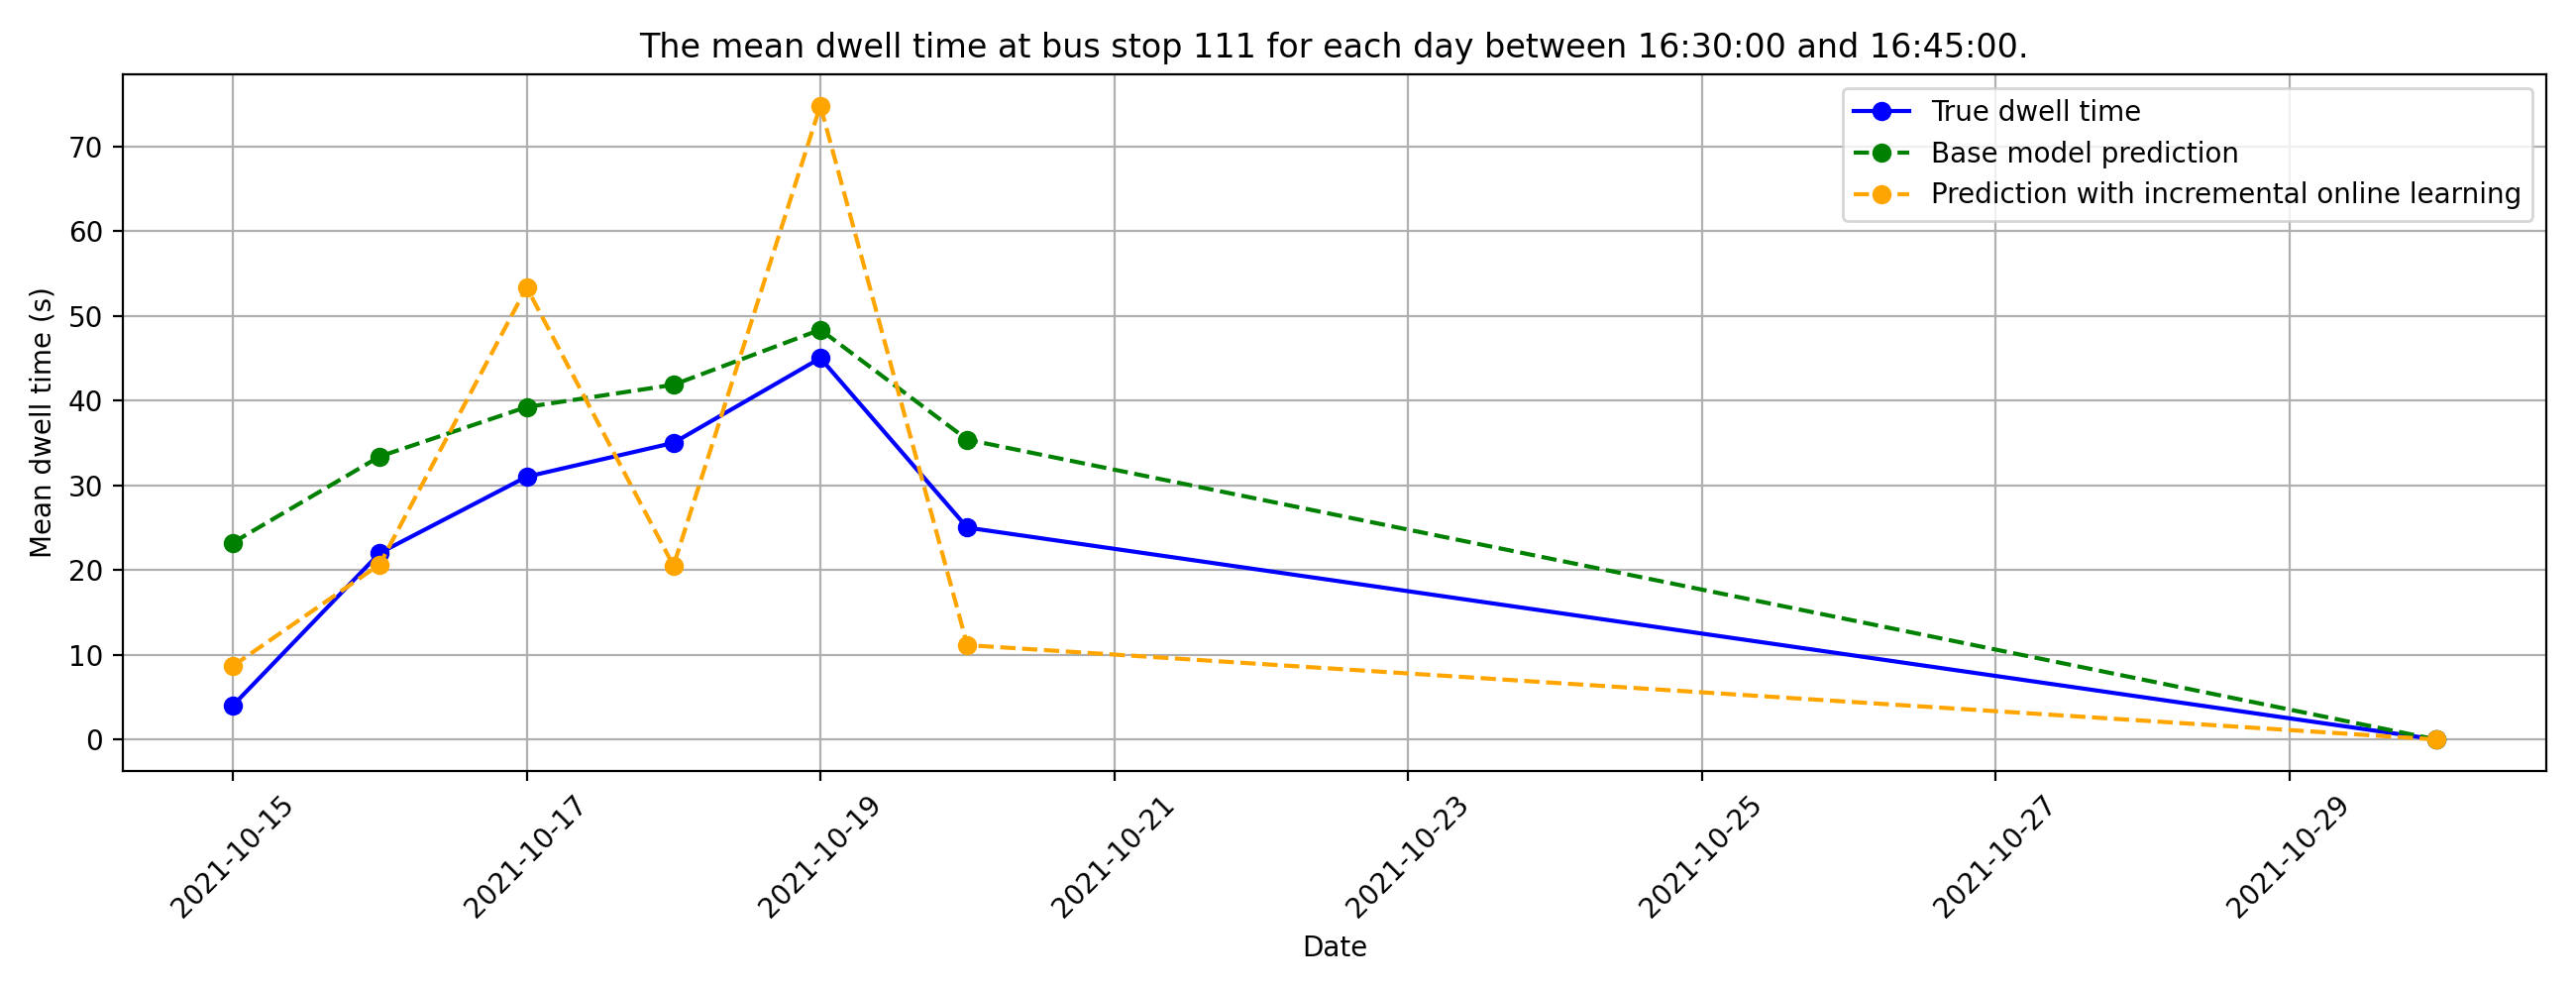 The mean dwell time at bus stop 111 for each day between 16:30:00 and 16:45:00.
True dwell time
Base model prediction
Prediction with incremental online learning
Mean dwell time (s)
70
60
50
40
30
20
10
0
2021-10-15
2021-10-17
2021-10-19
2021-10-21
2021-10-23
2021-10-25
2021-10-27
2021-10-29
Date